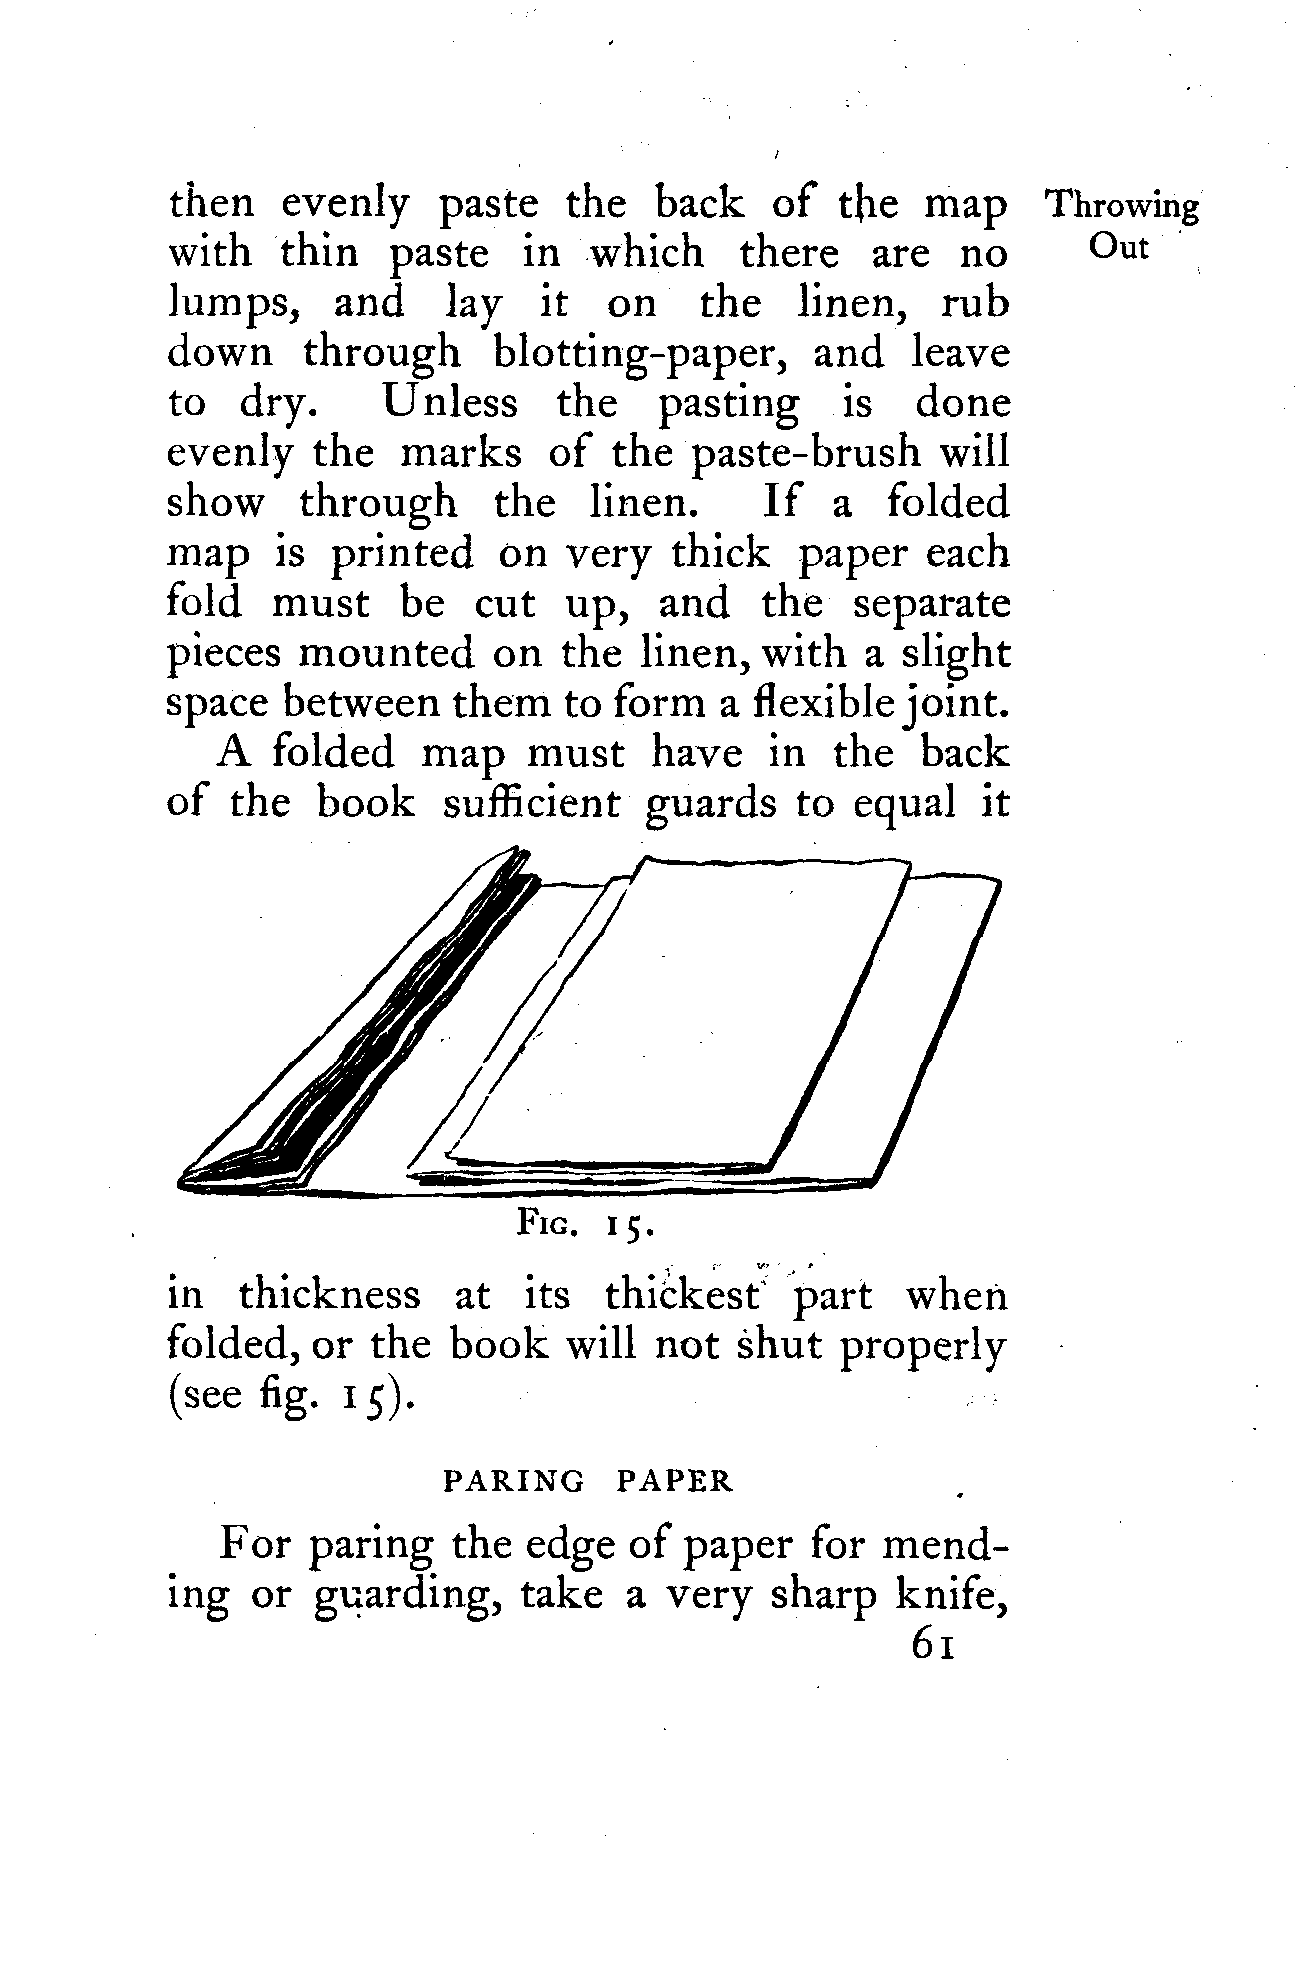 then evenly paste the back of the map
Throwing
Out
with thin paste in which there are no
lumps, and lay it on the linen, rub
down through blotting-paper, and leave
to dry. Unless the pasting is done
evenly the marks of the paste-brush will
show through the linen. If a folded
map is printed on very thick paper each
fold must be cut up, and the separate
pieces mounted on the linen, with a slight
space between them to form a flexible joint.
A folded map must have in the back
of the book sufficient guards to equal it
Fig. 15.
in thickness at its thickest part when
folded, or the book will not shut properly
(see fig. 15).
PARING PAPER
For paring the edge of paper for mend-
ing or guarding, take a very sharp knife,
61